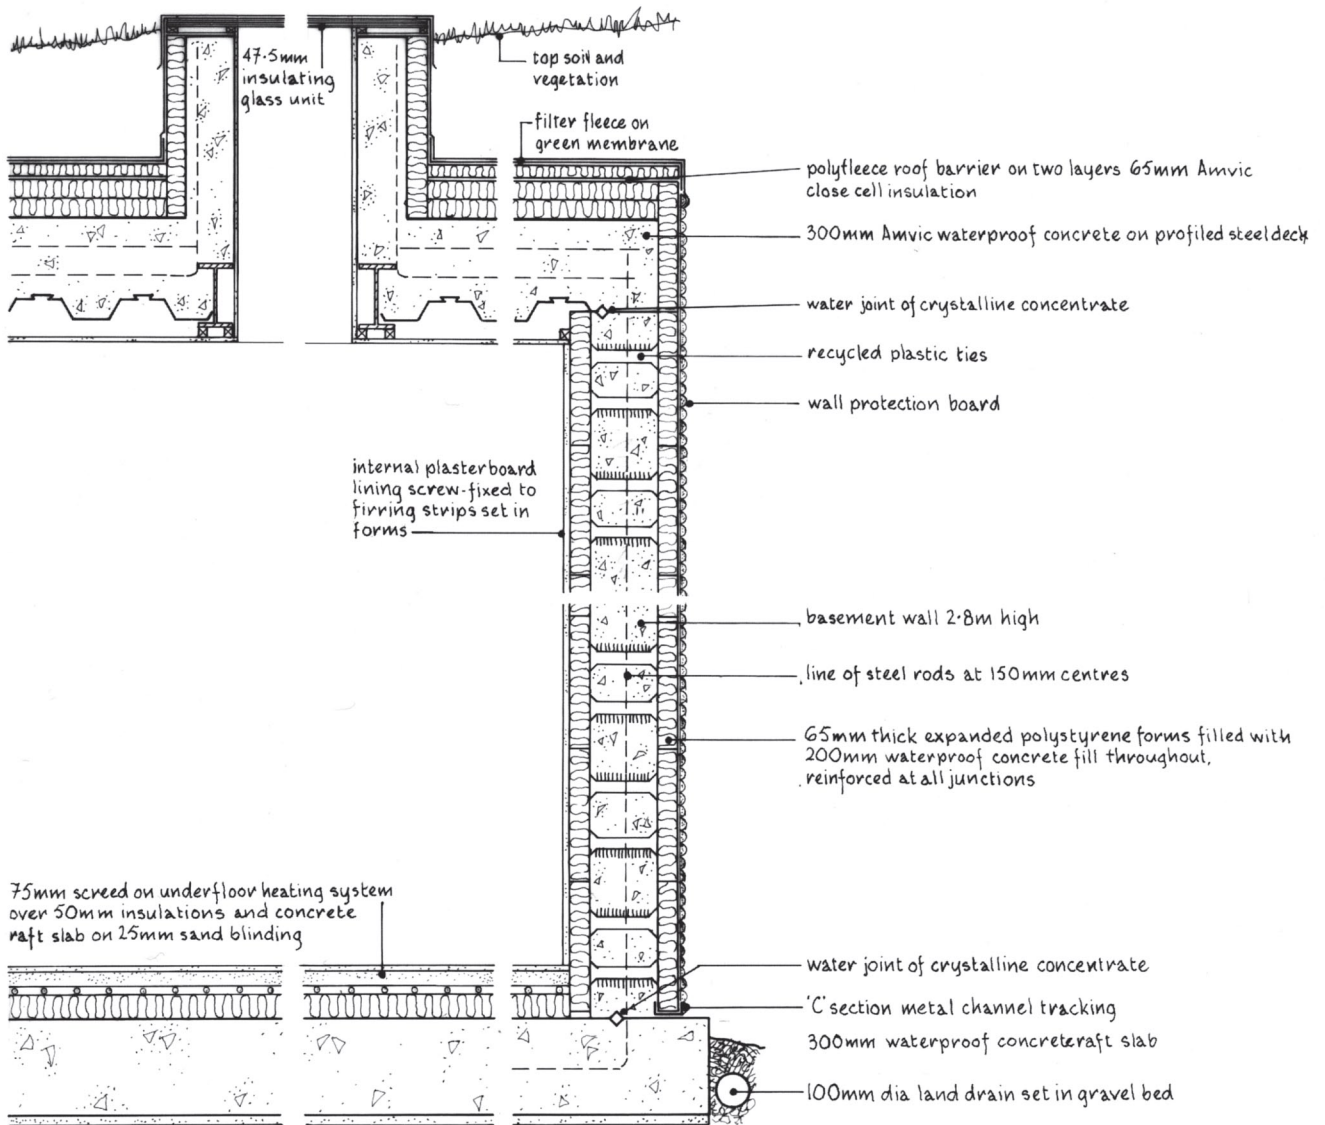 47.5mm
insulating
glass unit
top soil and
vegetation
filter fleece on
green membrane
polyfleece roof barrier on two layers 65mm Amvic
close cell insulation
300mm Amvic waterproof concrete on profiled steel deck
water joint of crystalline concentrate
recycled plastic ties
wall protection board
internal plasterboard
lining screw-fixed to
firring strips set in
forms
basement wall 2.8m high
line of steel rods at 150mm centres
65mm thick expanded polystyrene forms filled with
200mm waterproof concrete fill throughout,
reinforced at all junctions
75mm screed on underfloor heating system
over 50mm insulations and concrete
raft slab on 25mm sand blinding
water joint of crystalline concentrate
'C' section metal channel tracking
300mm waterproof concrete raft slab
100mm dia land drain set in gravel bed